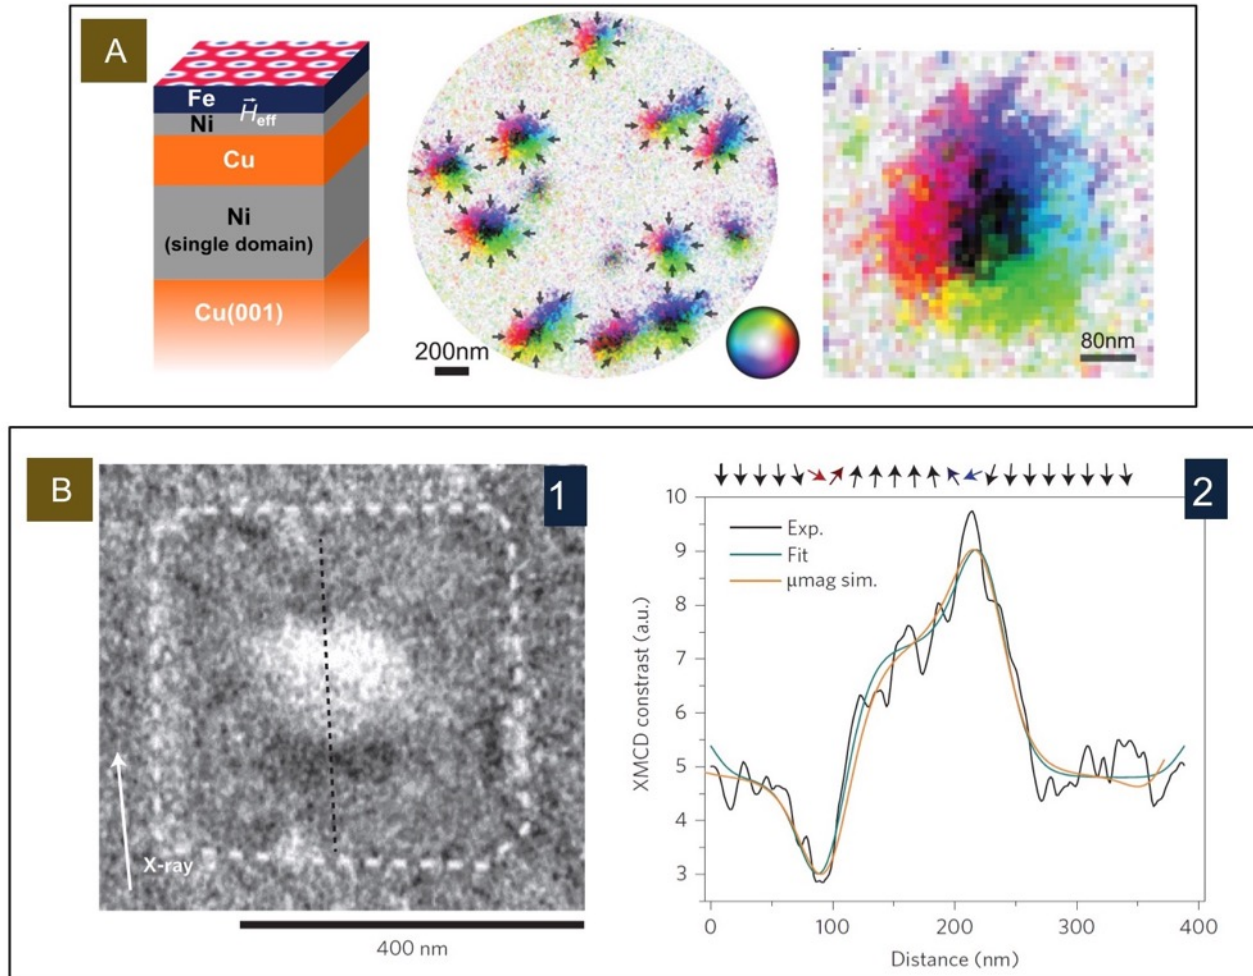 A
Fe
H⃗eff
Ni
Cu
Ni
(single domain)
Cu(001)
200nm
80nm
B
1
X-ray
400 nm
2
Exp.
Fit
μmag sim.
XMCD constrast (a.u.)
10
9
8
7
6
5
4
3
0
100
200
300
400
Distance (nm)